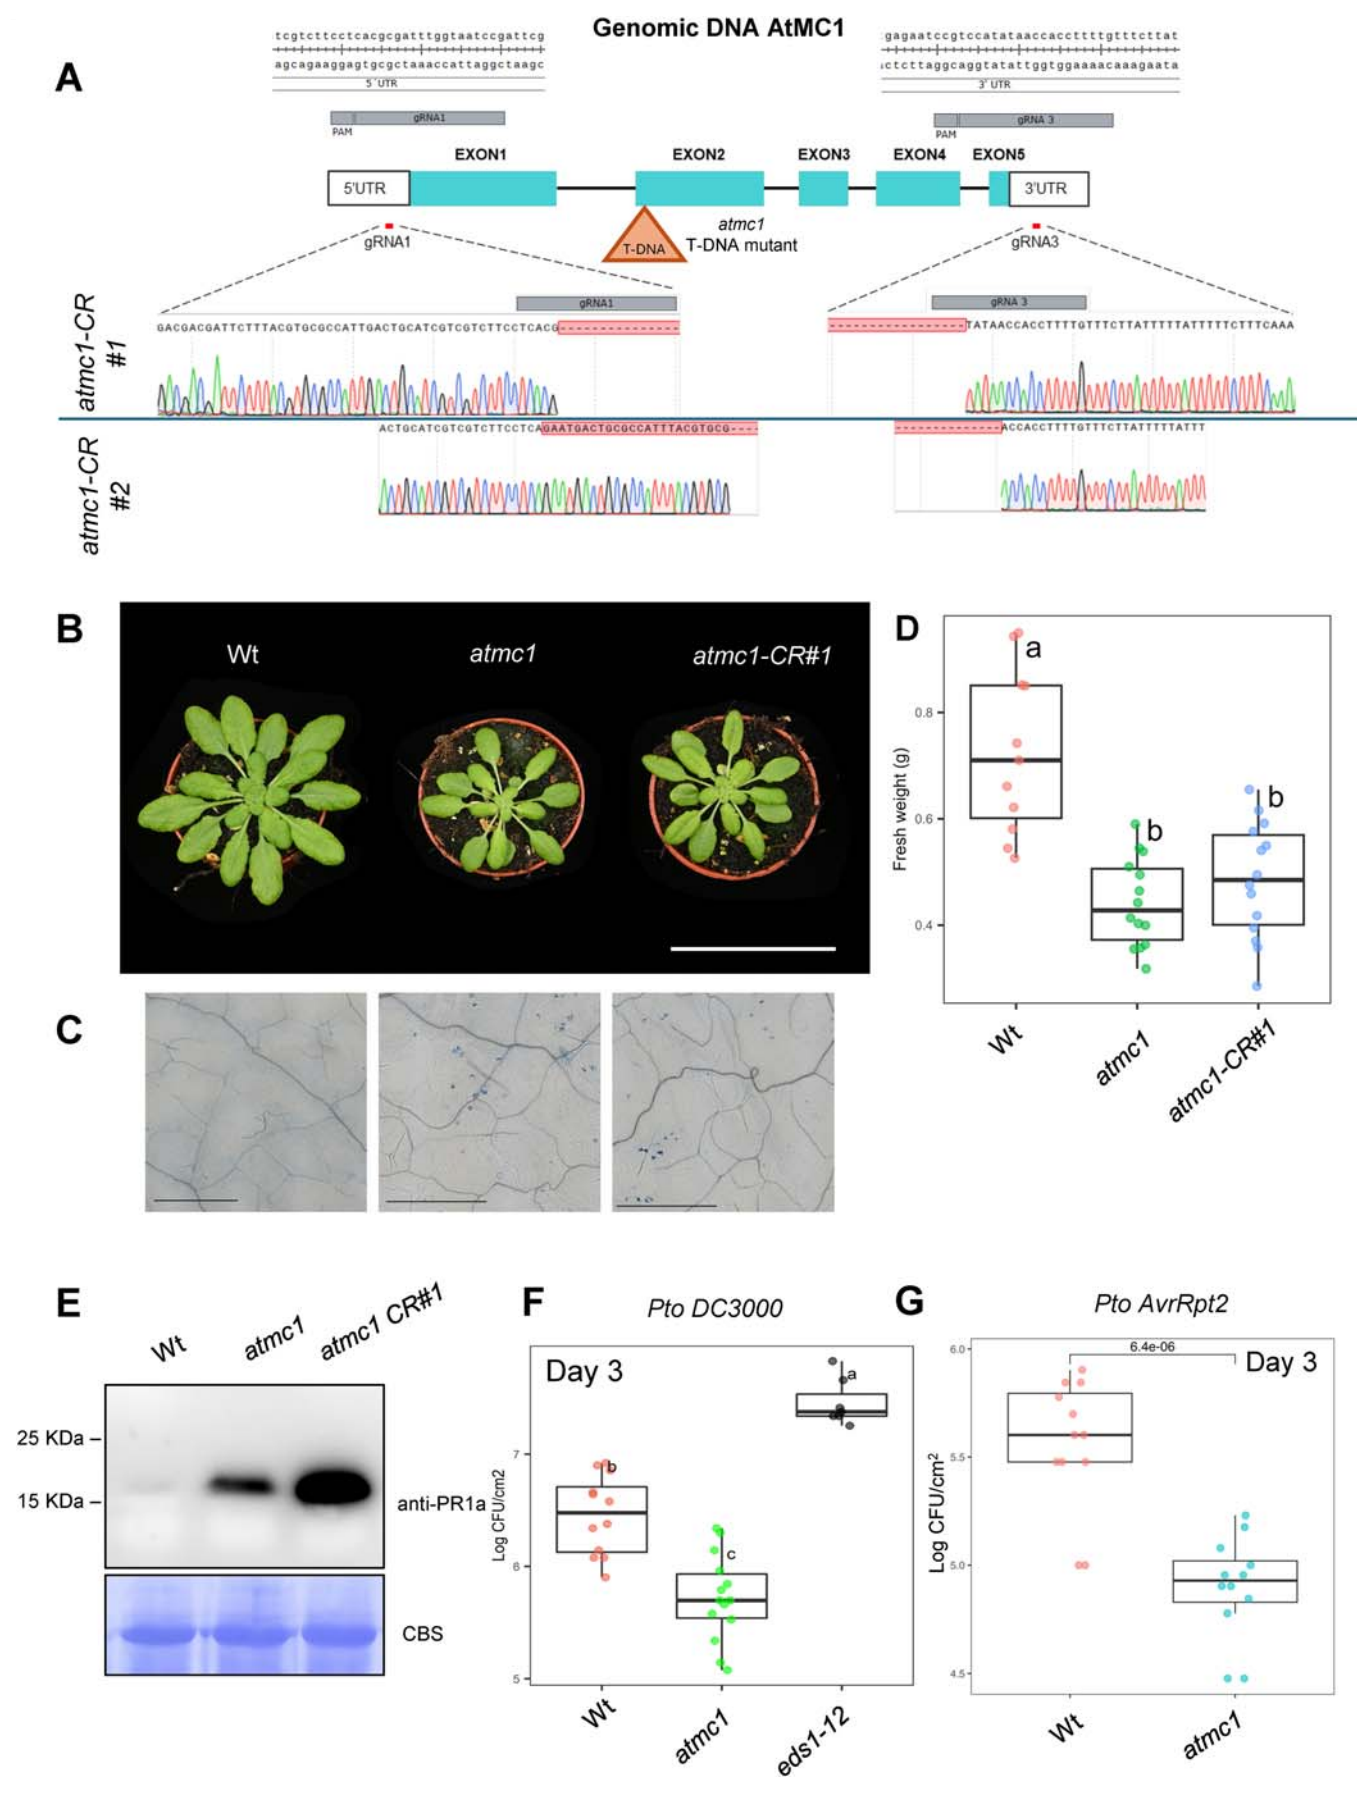 Genomic DNA AtMC1
A
tcgtcttcctcacgcgatttggtaatccgattcg
agcagaaggagtgcgctaaaccattaggctaagc
5´UTR
gRNA1
PAM
gagaatccgtccatataaccaccttttgtttcttat
ctcttaggcaggtatattggtggaaaacaaagaata
3' UTR
gRNA 3
PAM
EXON1 EXON2 EXON3 EXON4 EXON5
5'UTR 3'UTR
gRNA1
T-DNA
atmc1
T-DNA mutant
gRNA3
atmc1-CR
#1
gRNA1
GACGACGATTCTTTACGTGCGCCATTGACTGCATCGTCGTCTTCCTCACG---------------
gRNA 3
-----------------TATAACCACCTTTTGTTTCTTATTTTTATTTTTCTTTCAAA
atmc1-CR
#2
ACTGCATCGTCGTCTTCCTCAGAATGACTGCGCCATTTACGTGCG----
-------------ACCACCTTTTGTTTCTTATTTTTATTT
B
Wt atmc1 atmc1-CR#1
C
D
Fresh weight (g)
0.8
0.6
0.4
a
b
b
Wt
atmc1
atmc1-CR#1
E
Wt
atmc1
atmc1 CR#1
25 KDa
15 KDa
anti-PR1a
CBS
F
Pto DC3000
Day 3
Log CFU/cm2
7
6
5
b
c
a
Wt
atmc1
eds1-12
G
Pto AvrRpt2
6.4e-06
Day 3
Log CFU/cm²
6.0
5.5
5.0
4.5
Wt
atmc1